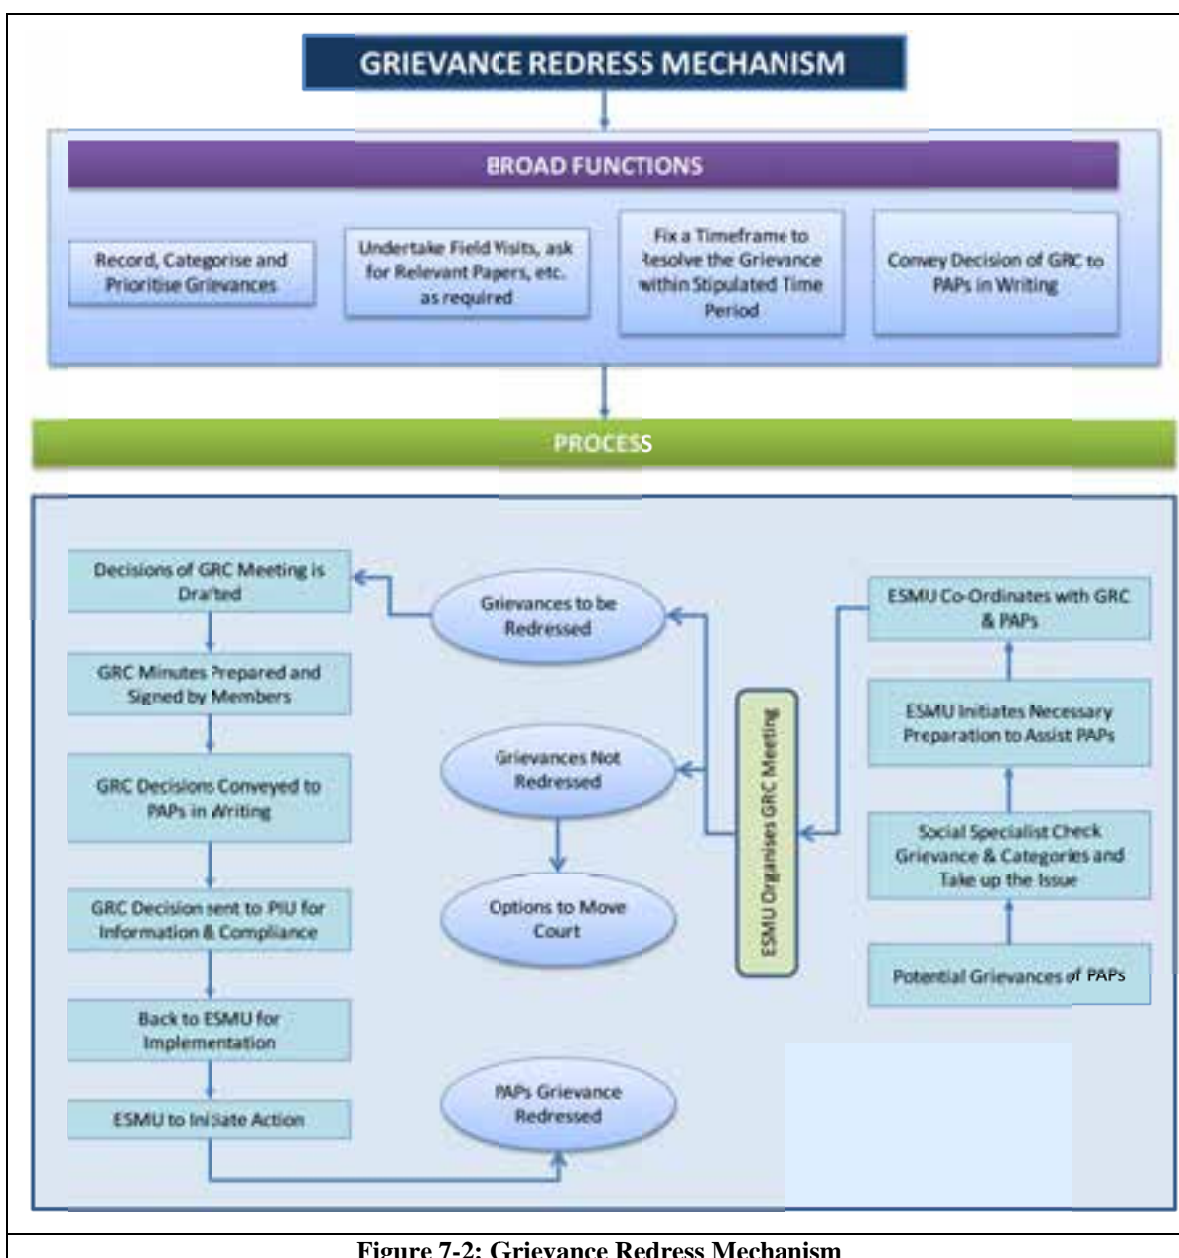 GRIEVANCE REDRESS MECHANISM
BROAD FUNCTIONS
Record, Categorise and
Prioritise Grievances
Undertake Field Visits, ask
for Relevant Papers, etc.
as required
Fix a Timeframe to
Resolve the Grievance
within Stipulated Time
Period
Convey Decision of GRC to
PAPs in Writing
PROCESS
Decisions of GRC Meeting is
Drafted
GRC Minutes Prepared and
Signed by Members
GRC Decisions Conveyed to
PAPs in Writing
GRC Decision sent to PIU for
Information & Compliance
Back to ESMU for
Implementation
ESMU to Initiate Action
Grievances to be
Redressed
Grievances Not
Redressed
Options to Move
Court
PAPs Grievance
Redressed
ESMU Organises GRC Meeting
ESMU Co-Ordinates with GRC
& PAPs
ESMU Initiates Necessary
Preparation to Assist PAPs
Social Specialist Check
Grievance & Categories and
Take up the Issue
Potential Grievances of PAPs
Figure 7-2: Grievance Redress Mechanism